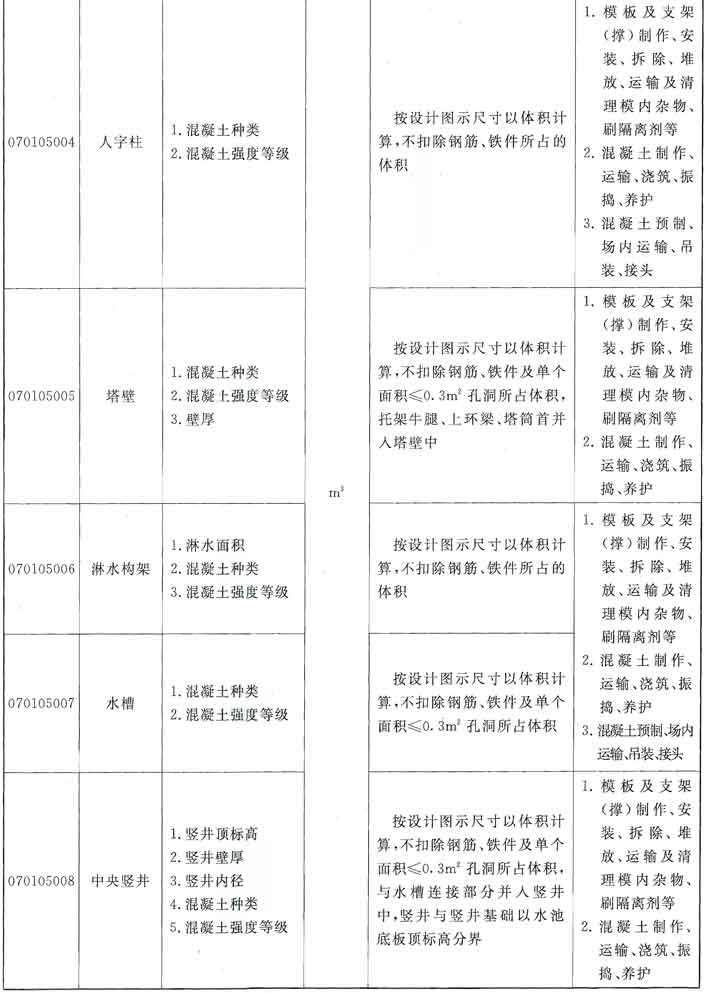 070105004
人字柱
1.混凝土种类
2.混凝土强度等级
按设计图示尺寸以体积计
算,不扣除钢筋、铁件所占的
体积
1. 模板及支架
(撑)制作、安
装、拆除、堆
放、运输及清
理模内杂物、
刷隔离剂等
2. 混凝土制作、
运输、浇筑、振
捣、养护
3. 混凝土预制、
场内运输、吊
装、接头
070105005
塔壁
1.混凝土种类
2.混凝土强度等级
3.壁厚
m³
按设计图示尺寸以体积计
算,不扣除钢筋、铁件及单个
面积≤0.3m²孔洞所占体积,
托架牛腿、上环梁、塔筒首并
入塔壁中
1. 模板及支架
(撑)制作、安
装、拆除、堆
放、运输及清
理模内杂物、
刷隔离剂等
2. 混凝土制作、
运输、浇筑、振
捣、养护
070105006
淋水构架
1.淋水面积
2.混凝土种类
3.混凝土强度等级
按设计图示尺寸以体积计
算,不扣除钢筋、铁件所占的
体积
1. 模板及支架
(撑)制作、安
装、拆除、堆
放、运输及清
理模内杂物、
刷隔离剂等
2. 混凝土制作、
运输、浇筑、振
捣、养护
3.混凝土预制、场内
运输、吊装、接头
070105007
水槽
1.混凝土种类
2.混凝土强度等级
按设计图示尺寸以体积计
算,不扣除钢筋、铁件及单个
面积≤0.3m²孔洞所占体积
070105008
中央竖井
1.竖井顶标高
2.竖井壁厚
3.竖井内径
4.混凝土种类
5.混凝土强度等级
按设计图示尺寸以体积计
算,不扣除钢筋、铁件及单个
面积≤0.3m²孔洞所占体积,
与水槽连接部分并入竖井
中,竖井与竖井基础以水池
底板顶标高分界
1. 模板及支架
(撑)制作、安
装、拆除、堆
放、运输及清
理模内杂物、
刷隔离剂等
2. 混凝土制作、
运输、浇筑、振
捣、养护